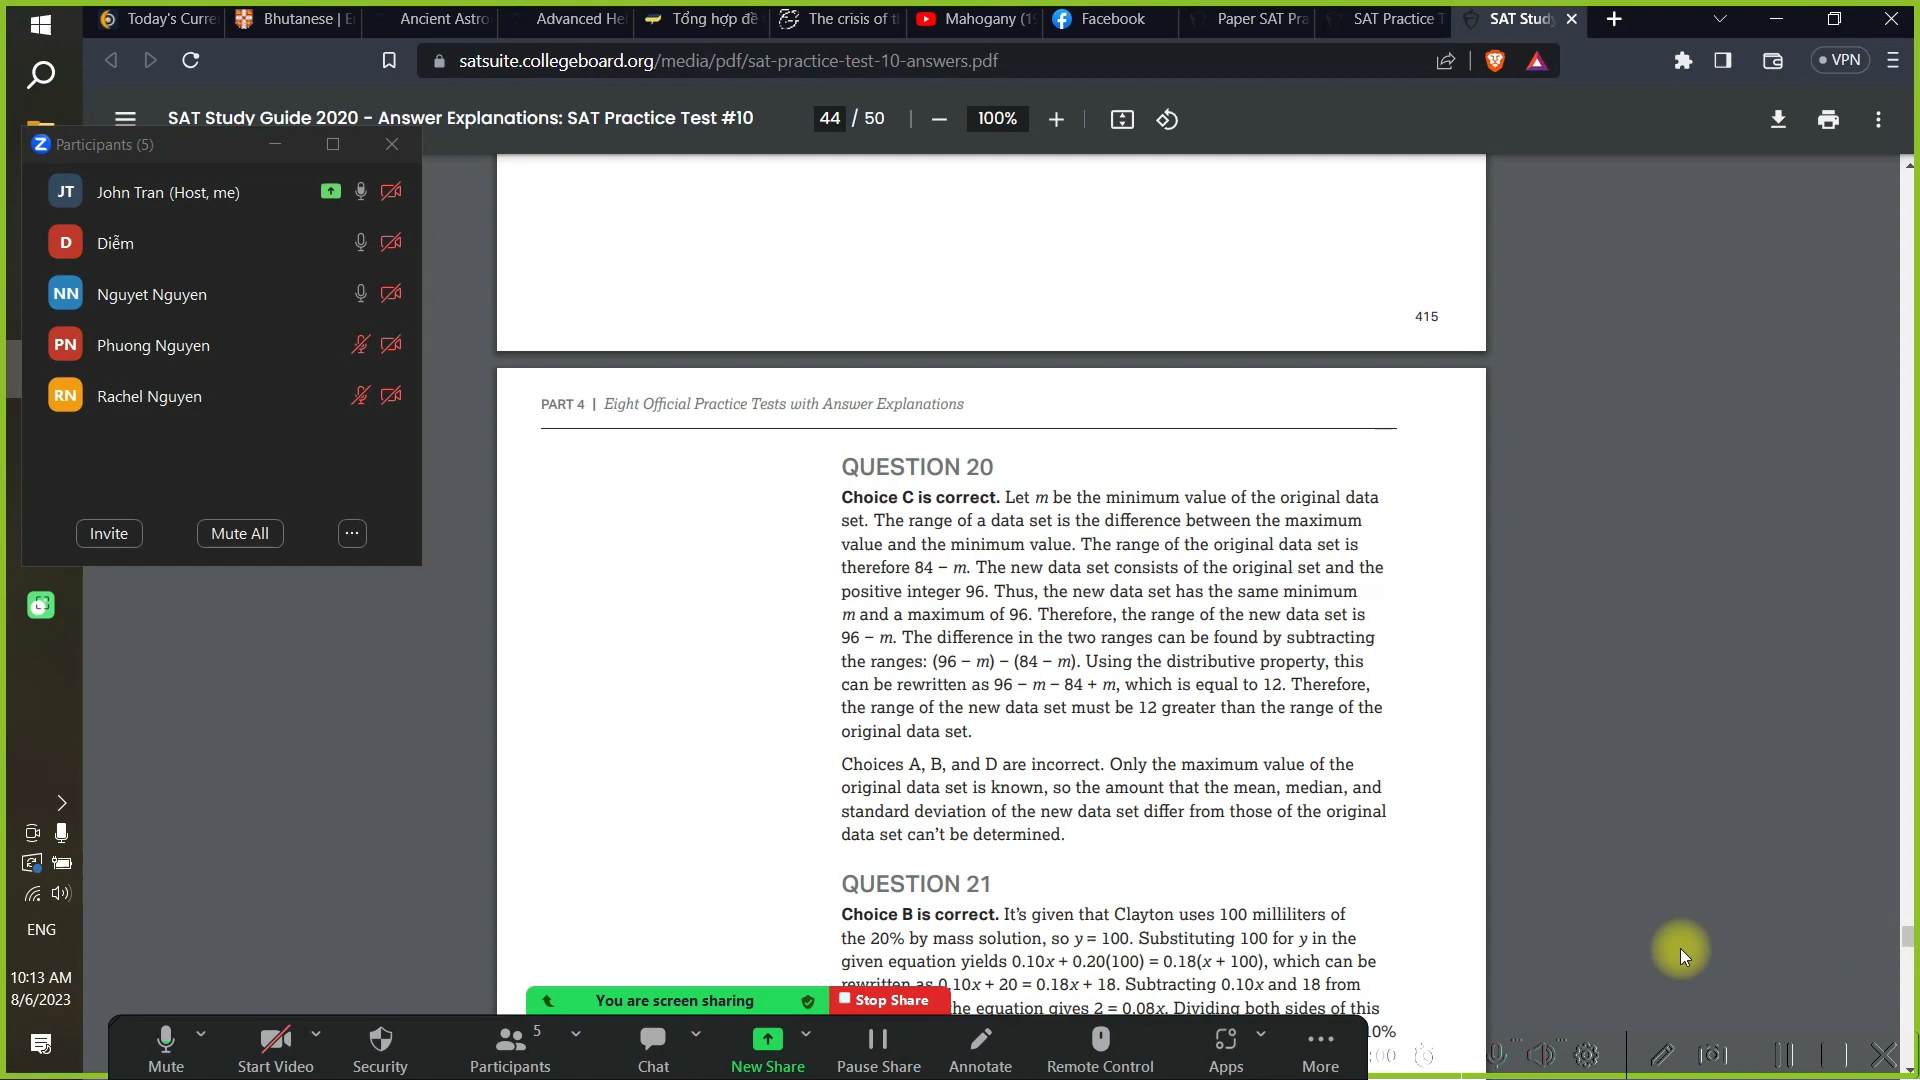 Today's Curre
Bhutanese | E
Ancient Astro
Advanced He
Tổng hợp đề
The crisis of t
Mahogany (19
Facebook
Paper SAT Pra
SAT Practice T
SAT Study
satsuite.collegeboard.org/media/pdf/sat-practice-test-10-answers.pdf
VPN
SAT Study Guide 2020 – Answer Explanations: SAT Practice Test #10
44 / 50
100%
Participants (5)
JT John Tran (Host, me)
D Diễm
NN Nguyet Nguyen
PN Phuong Nguyen
RN Rachel Nguyen
Invite
Mute All
415
PART 4 | Eight Official Practice Tests with Answer Explanations
QUESTION 20
Choice C is correct. Let m be the minimum value of the original data
set. The range of a data set is the difference between the maximum
value and the minimum value. The range of the original data set is
therefore 84 − m. The new data set consists of the original set and the
positive integer 96. Thus, the new data set has the same minimum
m and a maximum of 96. Therefore, the range of the new data set is
96 − m. The difference in the two ranges can be found by subtracting
the ranges: (96 − m) − (84 − m). Using the distributive property, this
can be rewritten as 96 − m − 84 + m, which is equal to 12. Therefore,
the range of the new data set must be 12 greater than the range of the
original data set.
Choices A, B, and D are incorrect. Only the maximum value of the
original data set is known, so the amount that the mean, median, and
standard deviation of the new data set differ from those of the original
data set can't be determined.
QUESTION 21
Choice B is correct. It's given that Clayton uses 100 milliliters of
the 20% by mass solution, so y = 100. Substituting 100 for y in the
given equation yields 0.10x + 0.20(100) = 0.18(x + 100), which can be
rewritten as 0.10x + 20 = 0.18x + 18. Subtracting 0.10x and 18 from
he equation gives 2 = 0.08x. Dividing both sides of this
10%
ENG
10:13 AM
8/6/2023
You are screen sharing
Stop Share
Mute
Start Video
Security
Participants
5
Chat
New Share
Pause Share
Annotate
Remote Control
Apps
More
:00